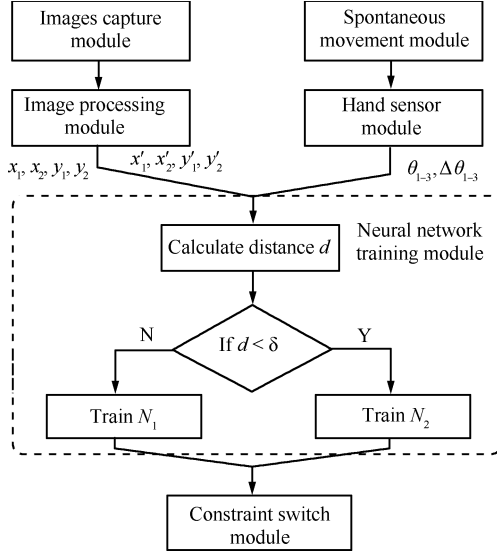 Images capture
module
Spontaneous
movement module
Image processing
module
Hand sensor
module
x₁, x₂, y₁, y₂
x′₁, x′₂, y′₁, y′₂
θ₁₋₃, Δθ₁₋₃
Neural network
training module
Calculate distance d
If d < δ
N
Y
Train N₁
Train N₂
Constraint switch
module